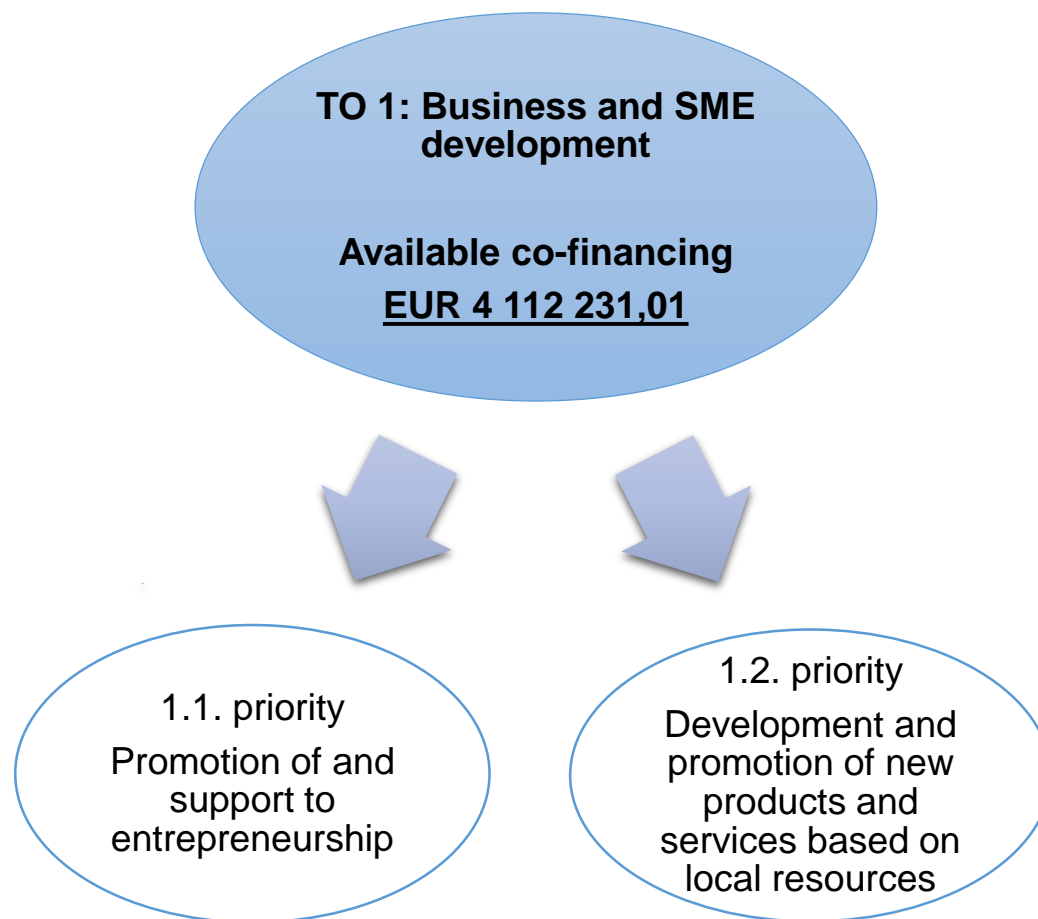 TO 1: Business and SME
development
Available co-financing
EUR 4 112 231,01
1.1. priority
Promotion of and
support to
entrepreneurship
1.2. priority
Development and
promotion of new
products and
services based on
local resources